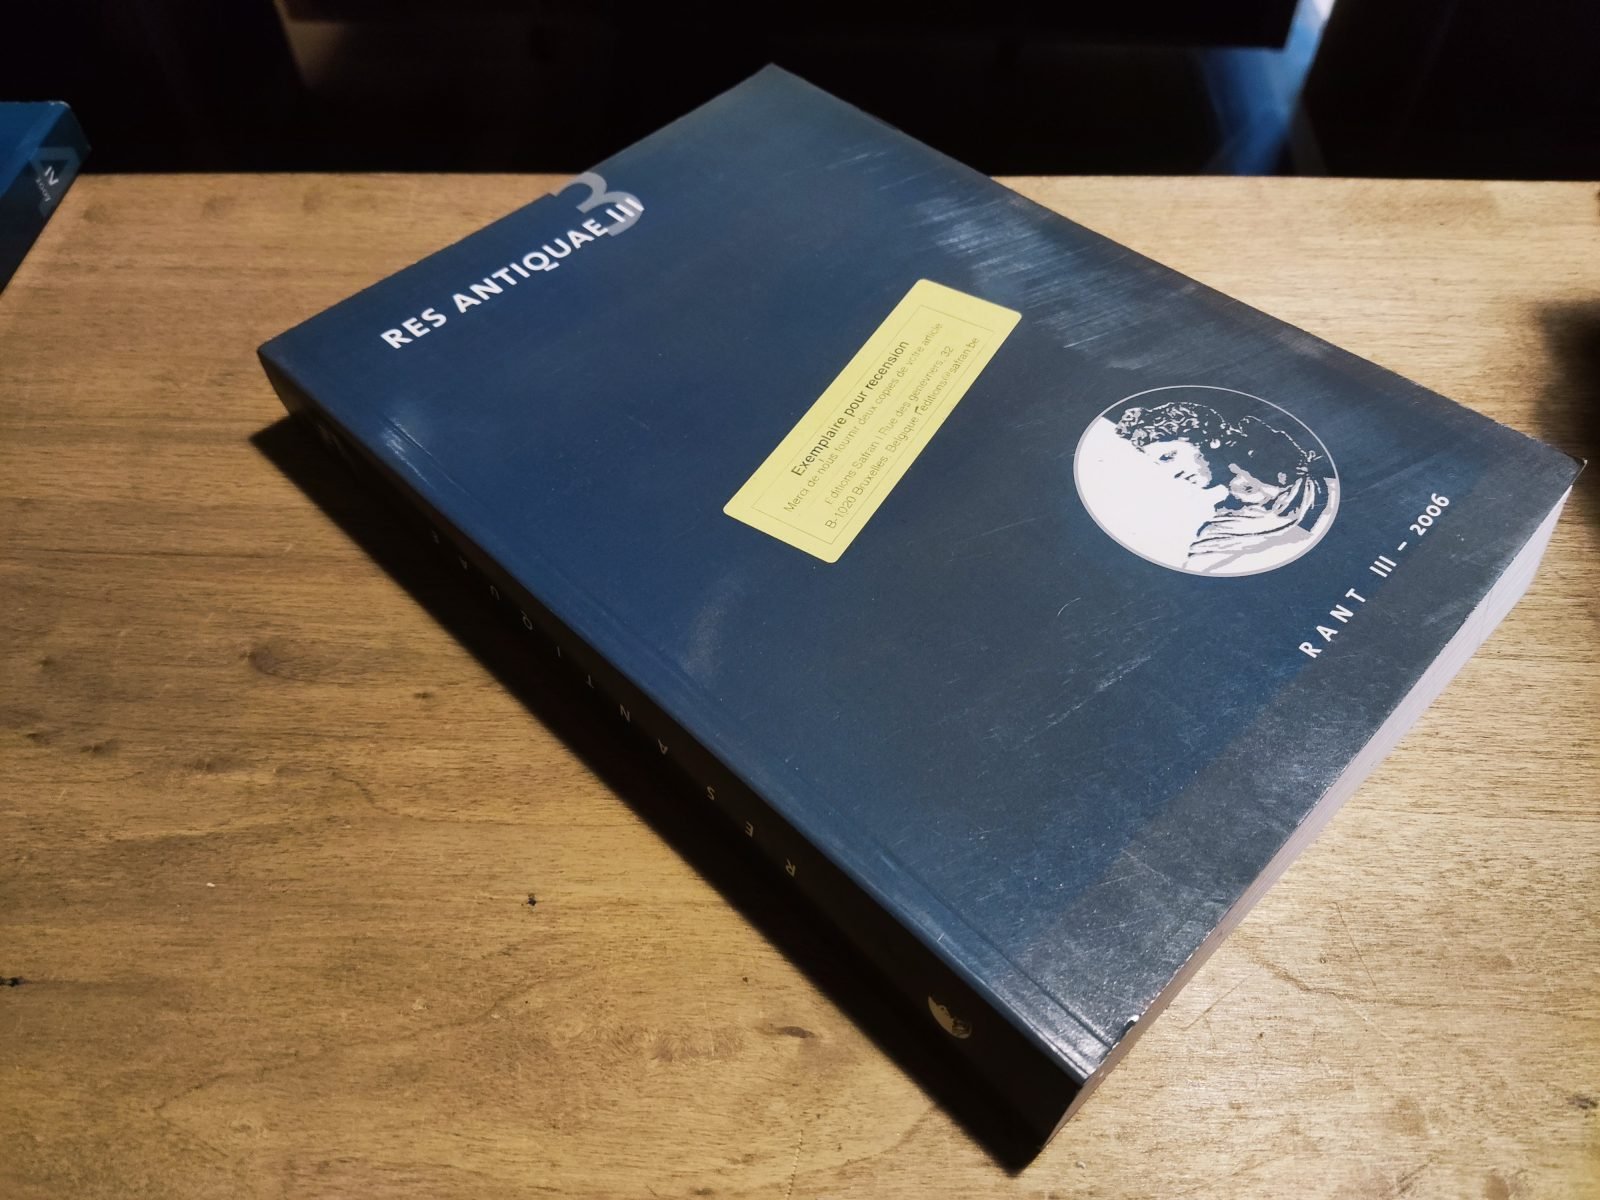 RES ANTIQUAE III
3
Exemplaire pour recension
Merci de nous fournir deux copies de votre article
Éditions Safran | Rue des genévriers, 32
B-1020 Bruxelles, Belgique | editions@safran.be
RANT III – 2006
RES ANTIQUAE
IV